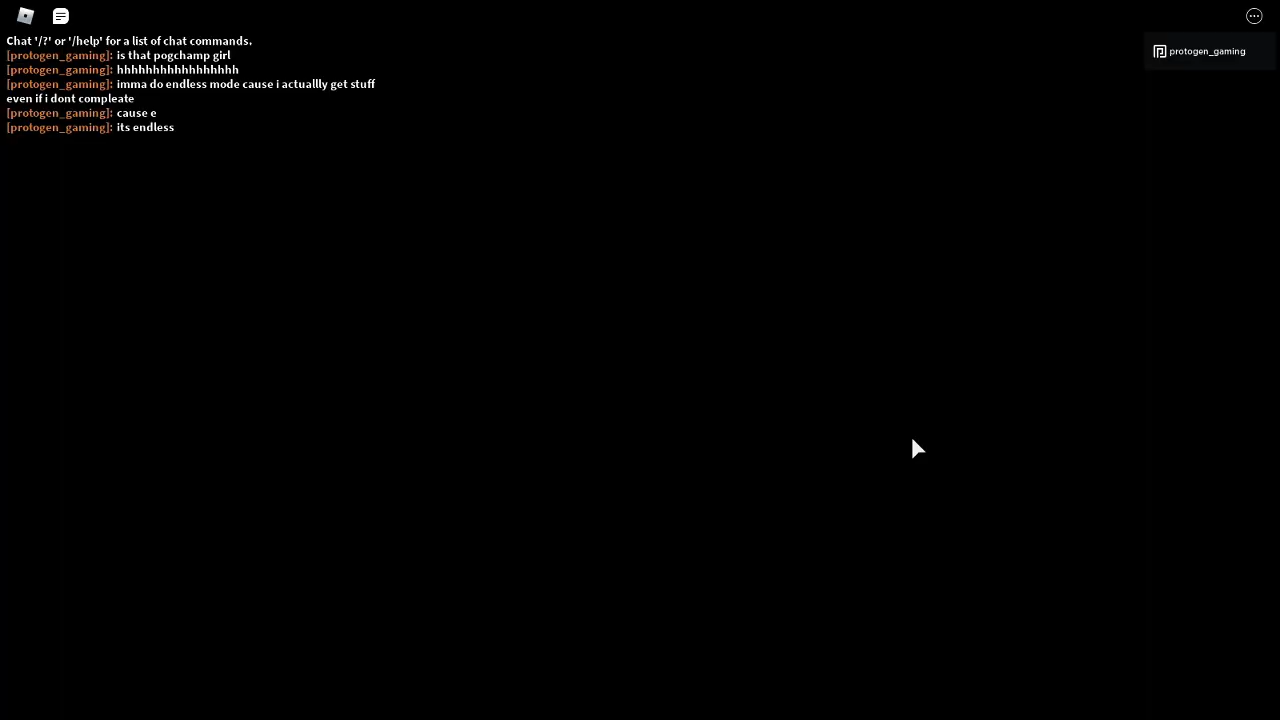 Chat '/?' or '/help' for a list of chat commands.
[protogen_gaming]: is that pogchamp girl
[protogen_gaming]: hhhhhhhhhhhhhhhhh
[protogen_gaming]: imma do endless mode cause i actuallly get stuff
even if i dont compleate
[protogen_gaming]: cause e
[protogen_gaming]: its endless
protogen_gaming